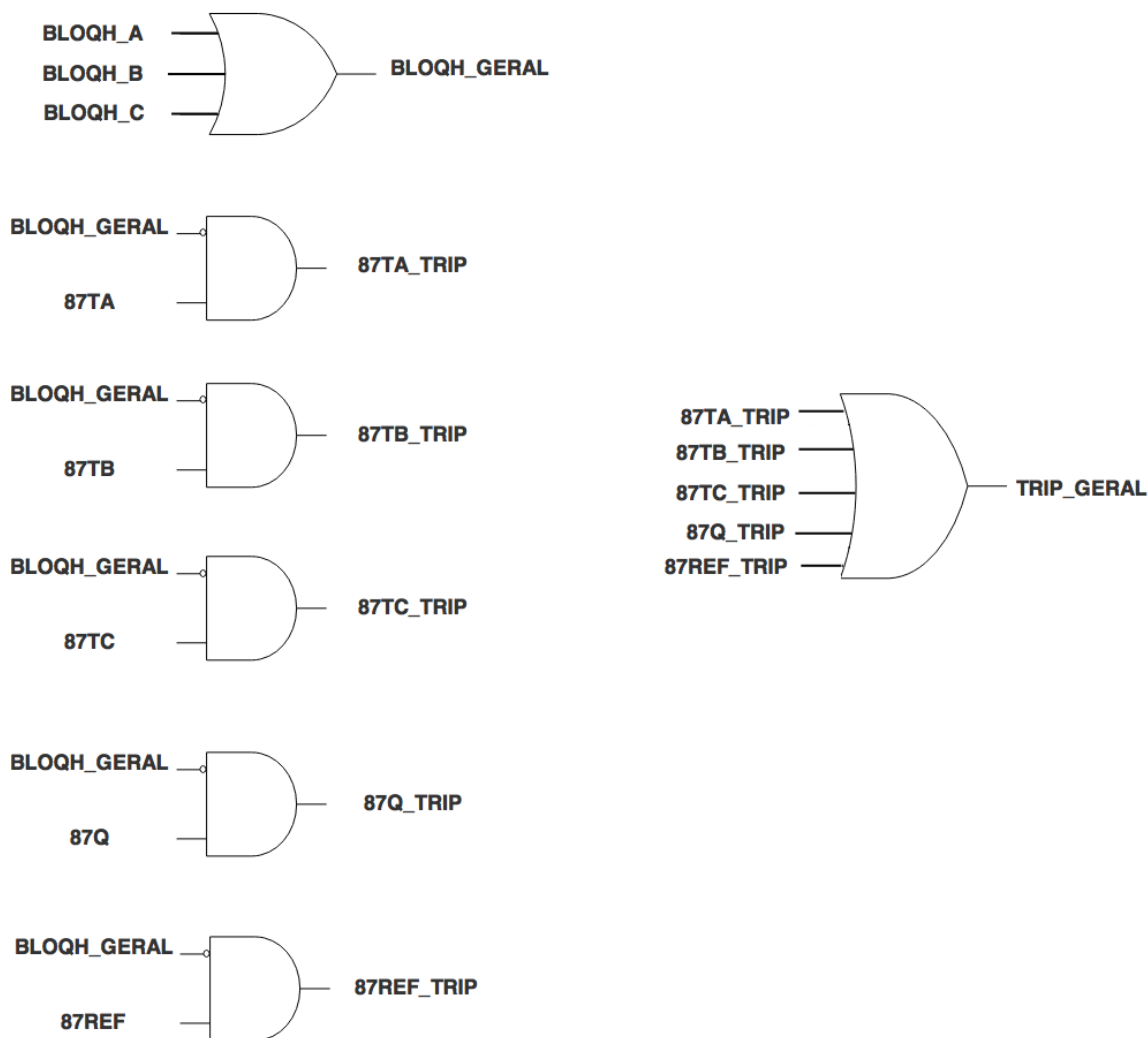 BLOQH_A
BLOQH_B
BLOQH_C
BLOQH_GERAL
BLOQH_GERAL
87TA
87TA_TRIP
BLOQH_GERAL
87TB
87TB_TRIP
BLOQH_GERAL
87TC
87TC_TRIP
BLOQH_GERAL
87Q
87Q_TRIP
BLOQH_GERAL
87REF
87REF_TRIP
87TA_TRIP
87TB_TRIP
87TC_TRIP
87Q_TRIP
87REF_TRIP
TRIP_GERAL